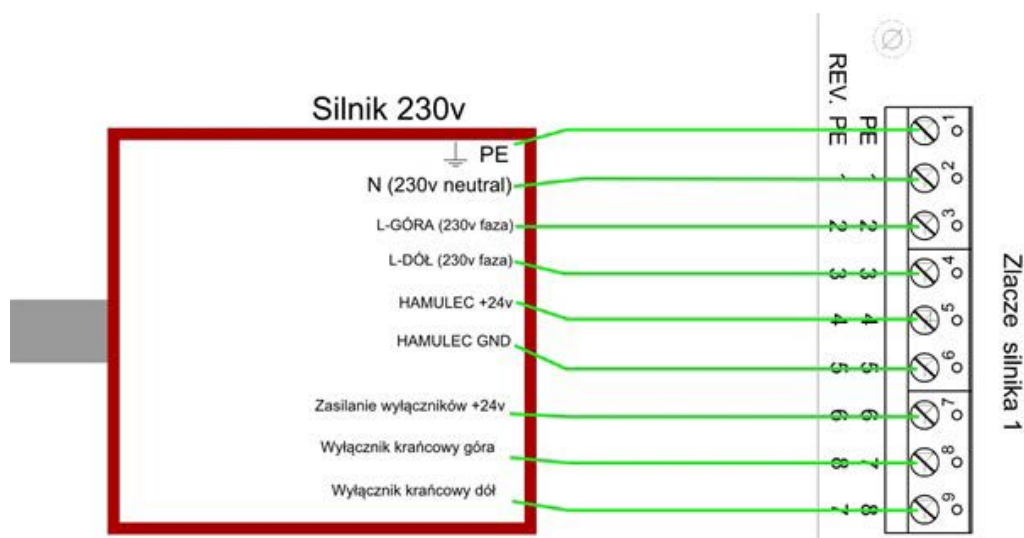 Silnik 230v
PE
N (230v neutral)
L-GÓRA (230v faza)
L-DÓŁ (230v faza)
HAMULEC +24v
HAMULEC GND
Zasilanie wyłączników +24v
Wyłącznik krańcowy góra
Wyłącznik krańcowy dół
REV. PE 1 2 3 4 5 6 8 7
PE 1 2 3 4 5 6 7 8
1 2 3 4 5 6 7 8 9
Zlacze silnika 1